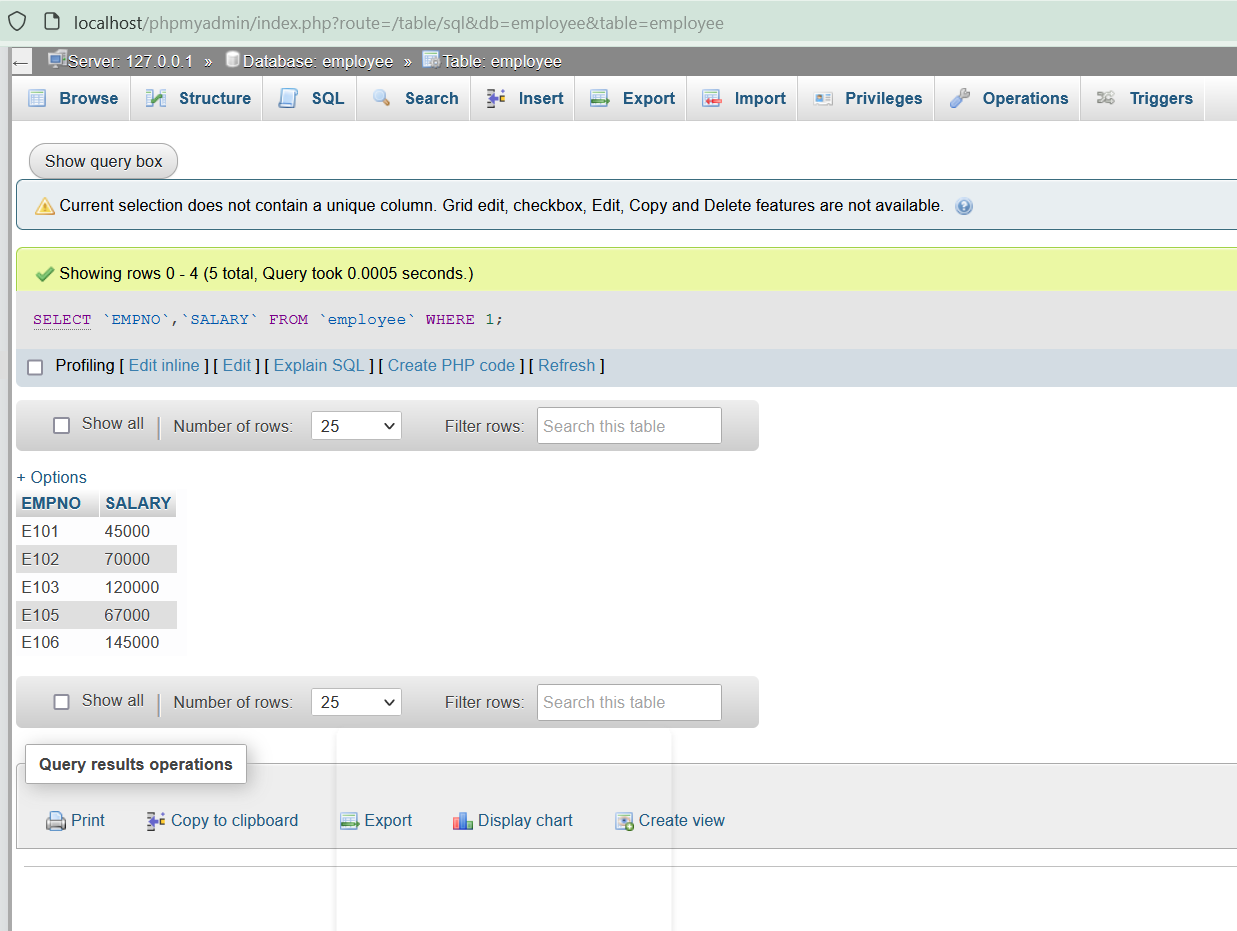 localhost/phpmyadmin/index.php?route=/table/sql&db=employee&table=employee
Server: 127.0.0.1 » Database: employee » Table: employee
Browse Structure SQL Search Insert Export Import Privileges Operations Triggers
Show query box
Current selection does not contain a unique column. Grid edit, checkbox, Edit, Copy and Delete features are not available.
Showing rows 0 - 4 (5 total, Query took 0.0005 seconds.)
SELECT `EMPNO`,`SALARY` FROM `employee` WHERE 1;
Profiling [ Edit inline ] [ Edit ] [ Explain SQL ] [ Create PHP code ] [ Refresh ]
Show all | Number of rows: 25 Filter rows: Search this table
+ Options
EMPNO SALARY
E101 45000
E102 70000
E103 120000
E105 67000
E106 145000
Show all | Number of rows: 25 Filter rows: Search this table
Query results operations
Print Copy to clipboard Export Display chart Create view